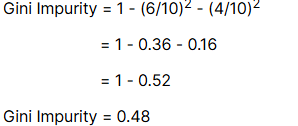 Gini Impurity = 1 - (6/10)² - (4/10)²
= 1 - 0.36 - 0.16
= 1 - 0.52
Gini Impurity = 0.48